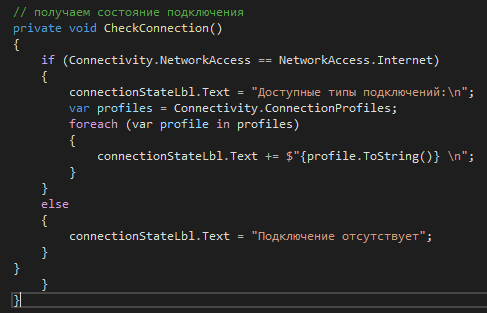 // получаем состояние подключения
private void CheckConnection()
{
if (Connectivity.NetworkAccess == NetworkAccess.Internet)
{
connectionStateLbl.Text = "Доступные типы подключений:\n";
var profiles = Connectivity.ConnectionProfiles;
foreach (var profile in profiles)
{
connectionStateLbl.Text += $"{profile.ToString()} \n";
}
}
else
{
connectionStateLbl.Text = "Подключение отсутствует";
}
}
}
}